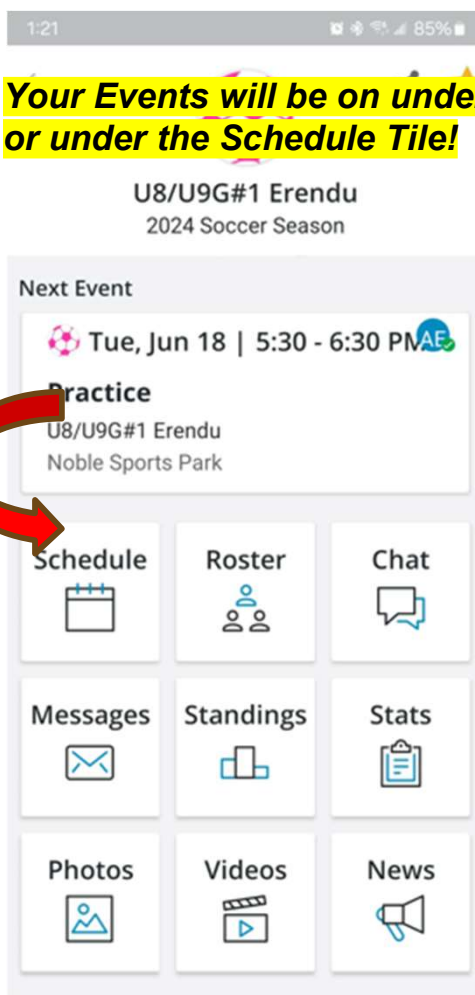 1:21 85%
Your Events will be on unde
or under the Schedule Tile!
U8/U9G#1 Erendu
2024 Soccer Season
Next Event
Tue, Jun 18 | 5:30 - 6:30 PM AE
Practice
U8/U9G#1 Erendu
Noble Sports Park
Schedule Roster Chat
Messages Standings Stats
Photos Videos News